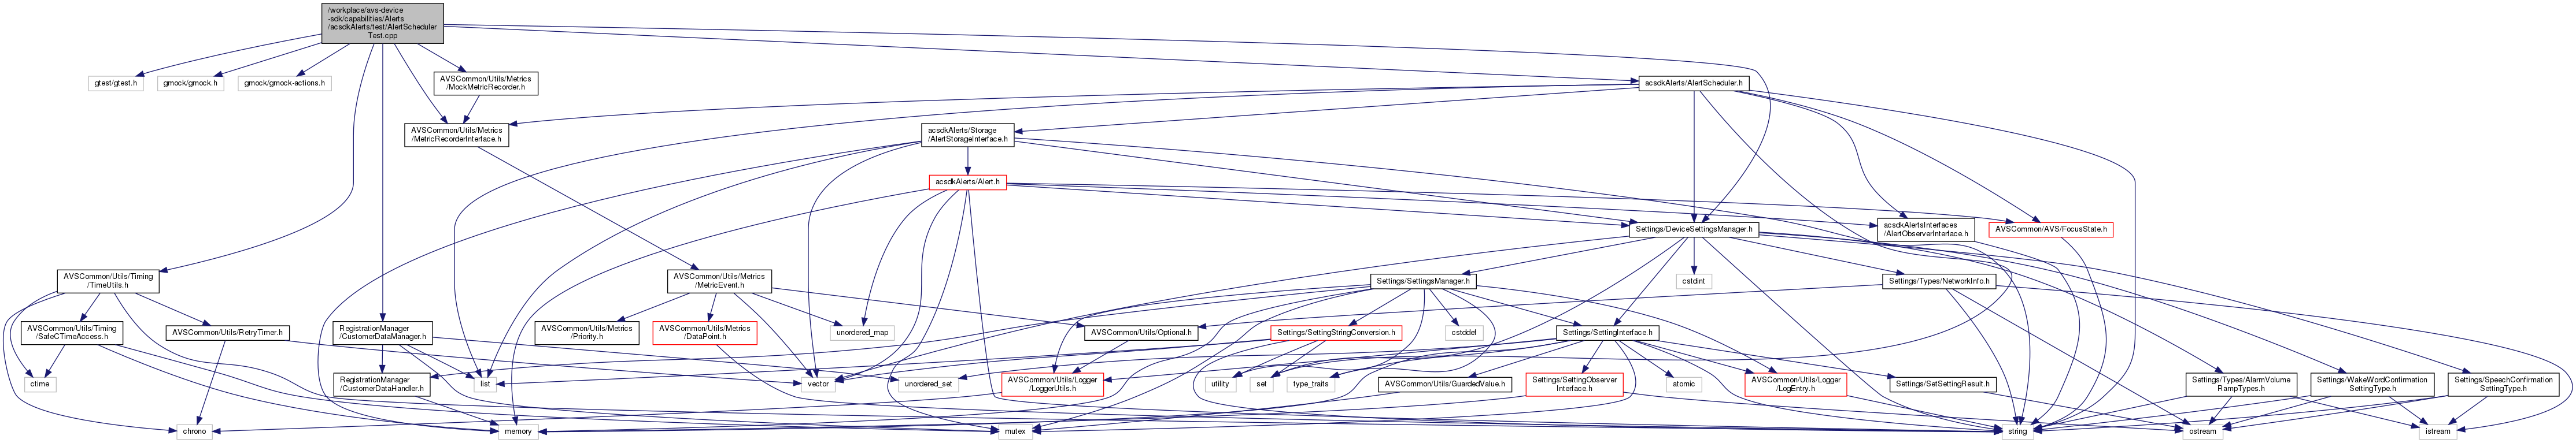 /workplace/avs-device
-sdk/capabilities/Alerts
/acsdkAlerts/test/AlertScheduler
Test.cpp
gtest/gtest.h
gmock/gmock.h
gmock/gmock-actions.h
AVSCommon/Utils/Metrics
/MockMetricRecorder.h
acsdkAlerts/AlertScheduler.h
AVSCommon/Utils/Metrics
/MetricRecorderInterface.h
acsdkAlerts/Storage
/AlertStorageInterface.h
acsdkAlerts/Alert.h
Settings/DeviceSettingsManager.h
acsdkAlertsInterfaces
/AlertObserverInterface.h
AVSCommon/AVS/FocusState.h
AVSCommon/Utils/Timing
/TimeUtils.h
AVSCommon/Utils/Metrics
/MetricEvent.h
Settings/SettingsManager.h
cstdint
Settings/Types/NetworkInfo.h
AVSCommon/Utils/Timing
/SafeCTimeAccess.h
AVSCommon/Utils/RetryTimer.h
RegistrationManager
/CustomerDataManager.h
AVSCommon/Utils/Metrics
/Priority.h
AVSCommon/Utils/Metrics
/DataPoint.h
unordered_map
AVSCommon/Utils/Optional.h
Settings/SettingStringConversion.h
cstddef
Settings/SettingInterface.h
ctime
RegistrationManager
/CustomerDataHandler.h
list
vector
unordered_set
AVSCommon/Utils/Logger
/LoggerUtils.h
utility
set
type_traits
AVSCommon/Utils/GuardedValue.h
Settings/SettingObserver
Interface.h
atomic
AVSCommon/Utils/Logger
/LogEntry.h
Settings/SetSettingResult.h
Settings/Types/AlarmVolume
RampTypes.h
Settings/WakeWordConfirmation
SettingType.h
Settings/SpeechConfirmation
SettingType.h
chrono
memory
mutex
string
ostream
istream